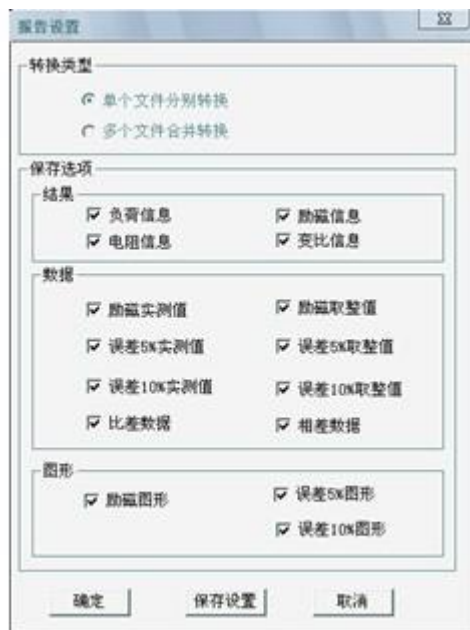 报告设置
转换类型
单个文件分别转换
多个文件合并转换
保存选项
结果
负荷信息 励磁信息
电阻信息 变比信息
数据
励磁实测值 励磁取整值
误差5%实测值 误差5%取整值
误差10%实测值 误差10%取整值
比差数据 相差数据
图形
励磁图形 误差5%图形
误差10%图形
确定 保存设置 取消